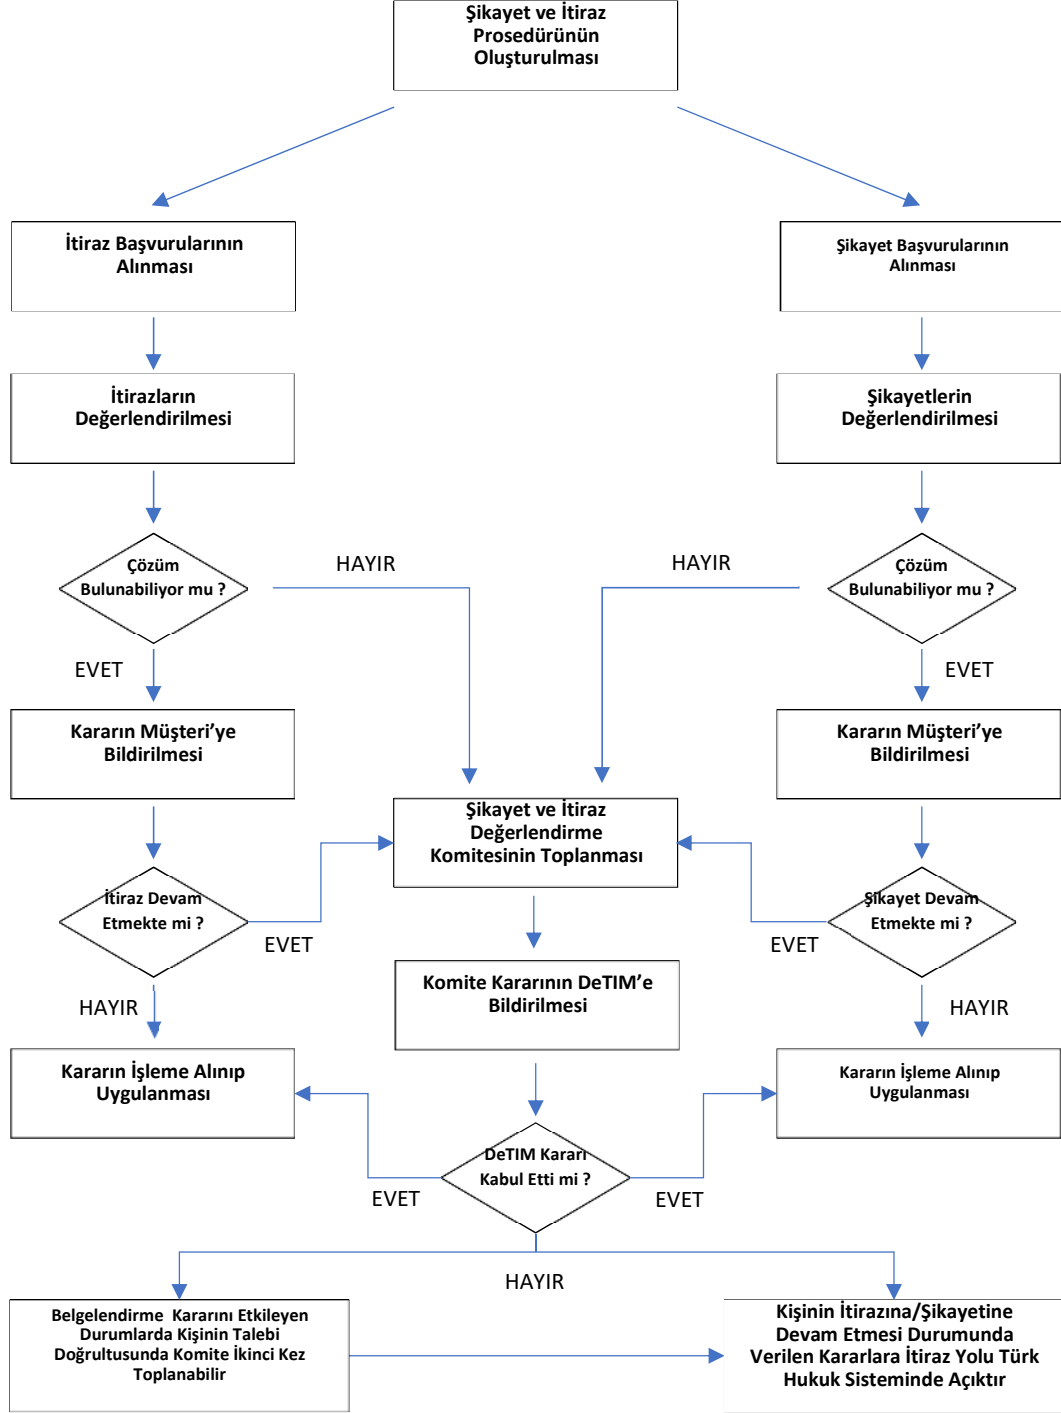 Şikayet ve İtiraz
Prosedürünün
Oluşturulması
İtiraz Başvurularının
Alınması
Şikayet Başvurularının
Alınması
İtirazların
Değerlendirilmesi
Şikayetlerin
Değerlendirilmesi
Çözüm
Bulunabiliyor mu ?
HAYIR
HAYIR
Çözüm
Bulunabiliyor mu ?
EVET
EVET
Kararın Müşteri’ye
Bildirilmesi
Kararın Müşteri’ye
Bildirilmesi
Şikayet ve İtiraz
Değerlendirme
Komitesinin Toplanması
İtiraz Devam
Etmekte mi ?
EVET
EVET
Şikayet Devam
Etmekte mi ?
HAYIR
Komite Kararının DeTIM’e
Bildirilmesi
HAYIR
Kararın İşleme Alınıp
Uygulanması
Kararın İşleme Alınıp
Uygulanması
DeTIM Kararı
Kabul Etti mi ?
EVET
EVET
HAYIR
Belgelendirme  Kararını Etkileyen
Durumlarda Kişinin Talebi
Doğrultusunda Komite İkinci Kez
Toplanabilir
Kişinin İtirazına/Şikayetine
Devam Etmesi Durumunda
Verilen Kararlara İtiraz Yolu Türk
Hukuk Sisteminde Açıktır